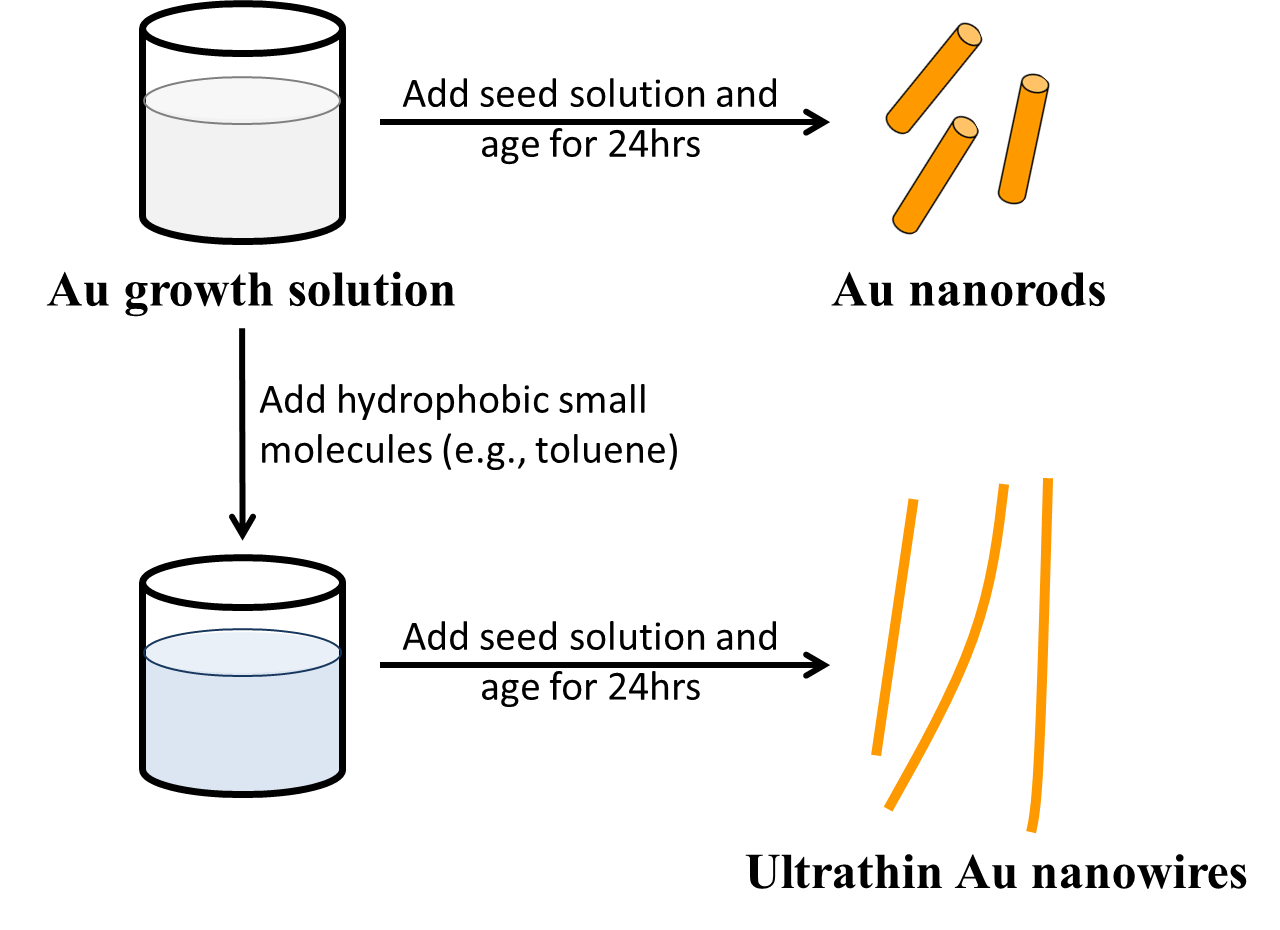 Add seed solution and
age for 24hrs
Au growth solution
Au nanorods
Add hydrophobic small
molecules (e.g., toluene)
Add seed solution and
age for 24hrs
Ultrathin Au nanowires